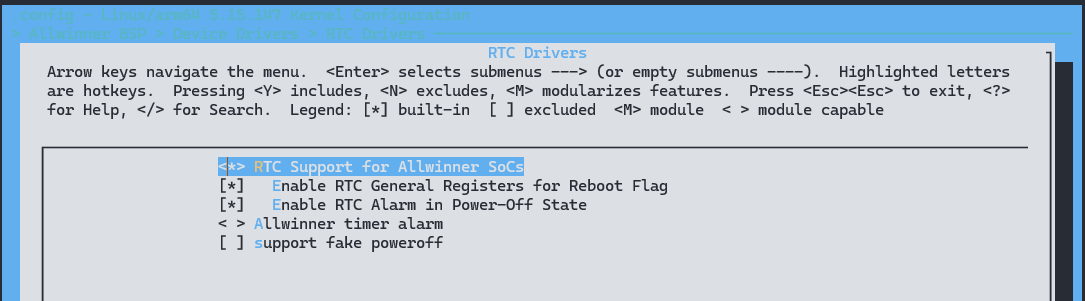 .config - Linux/arm64 5.15.147 Kernel Configuration
> Allwinner BSP > Device Drivers > RTC Drivers
RTC Drivers
Arrow keys navigate the menu.  <Enter> selects submenus ---> (or empty submenus ----).  Highlighted letters
are hotkeys.  Pressing <Y> includes, <N> excludes, <M> modularizes features.  Press <Esc><Esc> to exit, <?>
for Help, </> for Search.  Legend: [*] built-in  [ ] excluded  <M> module  < > module capable
<*> RTC Support for Allwinner SoCs
[*]   Enable RTC General Registers for Reboot Flag
[*]   Enable RTC Alarm in Power-Off State
< > Allwinner timer alarm
[ ] support fake poweroff